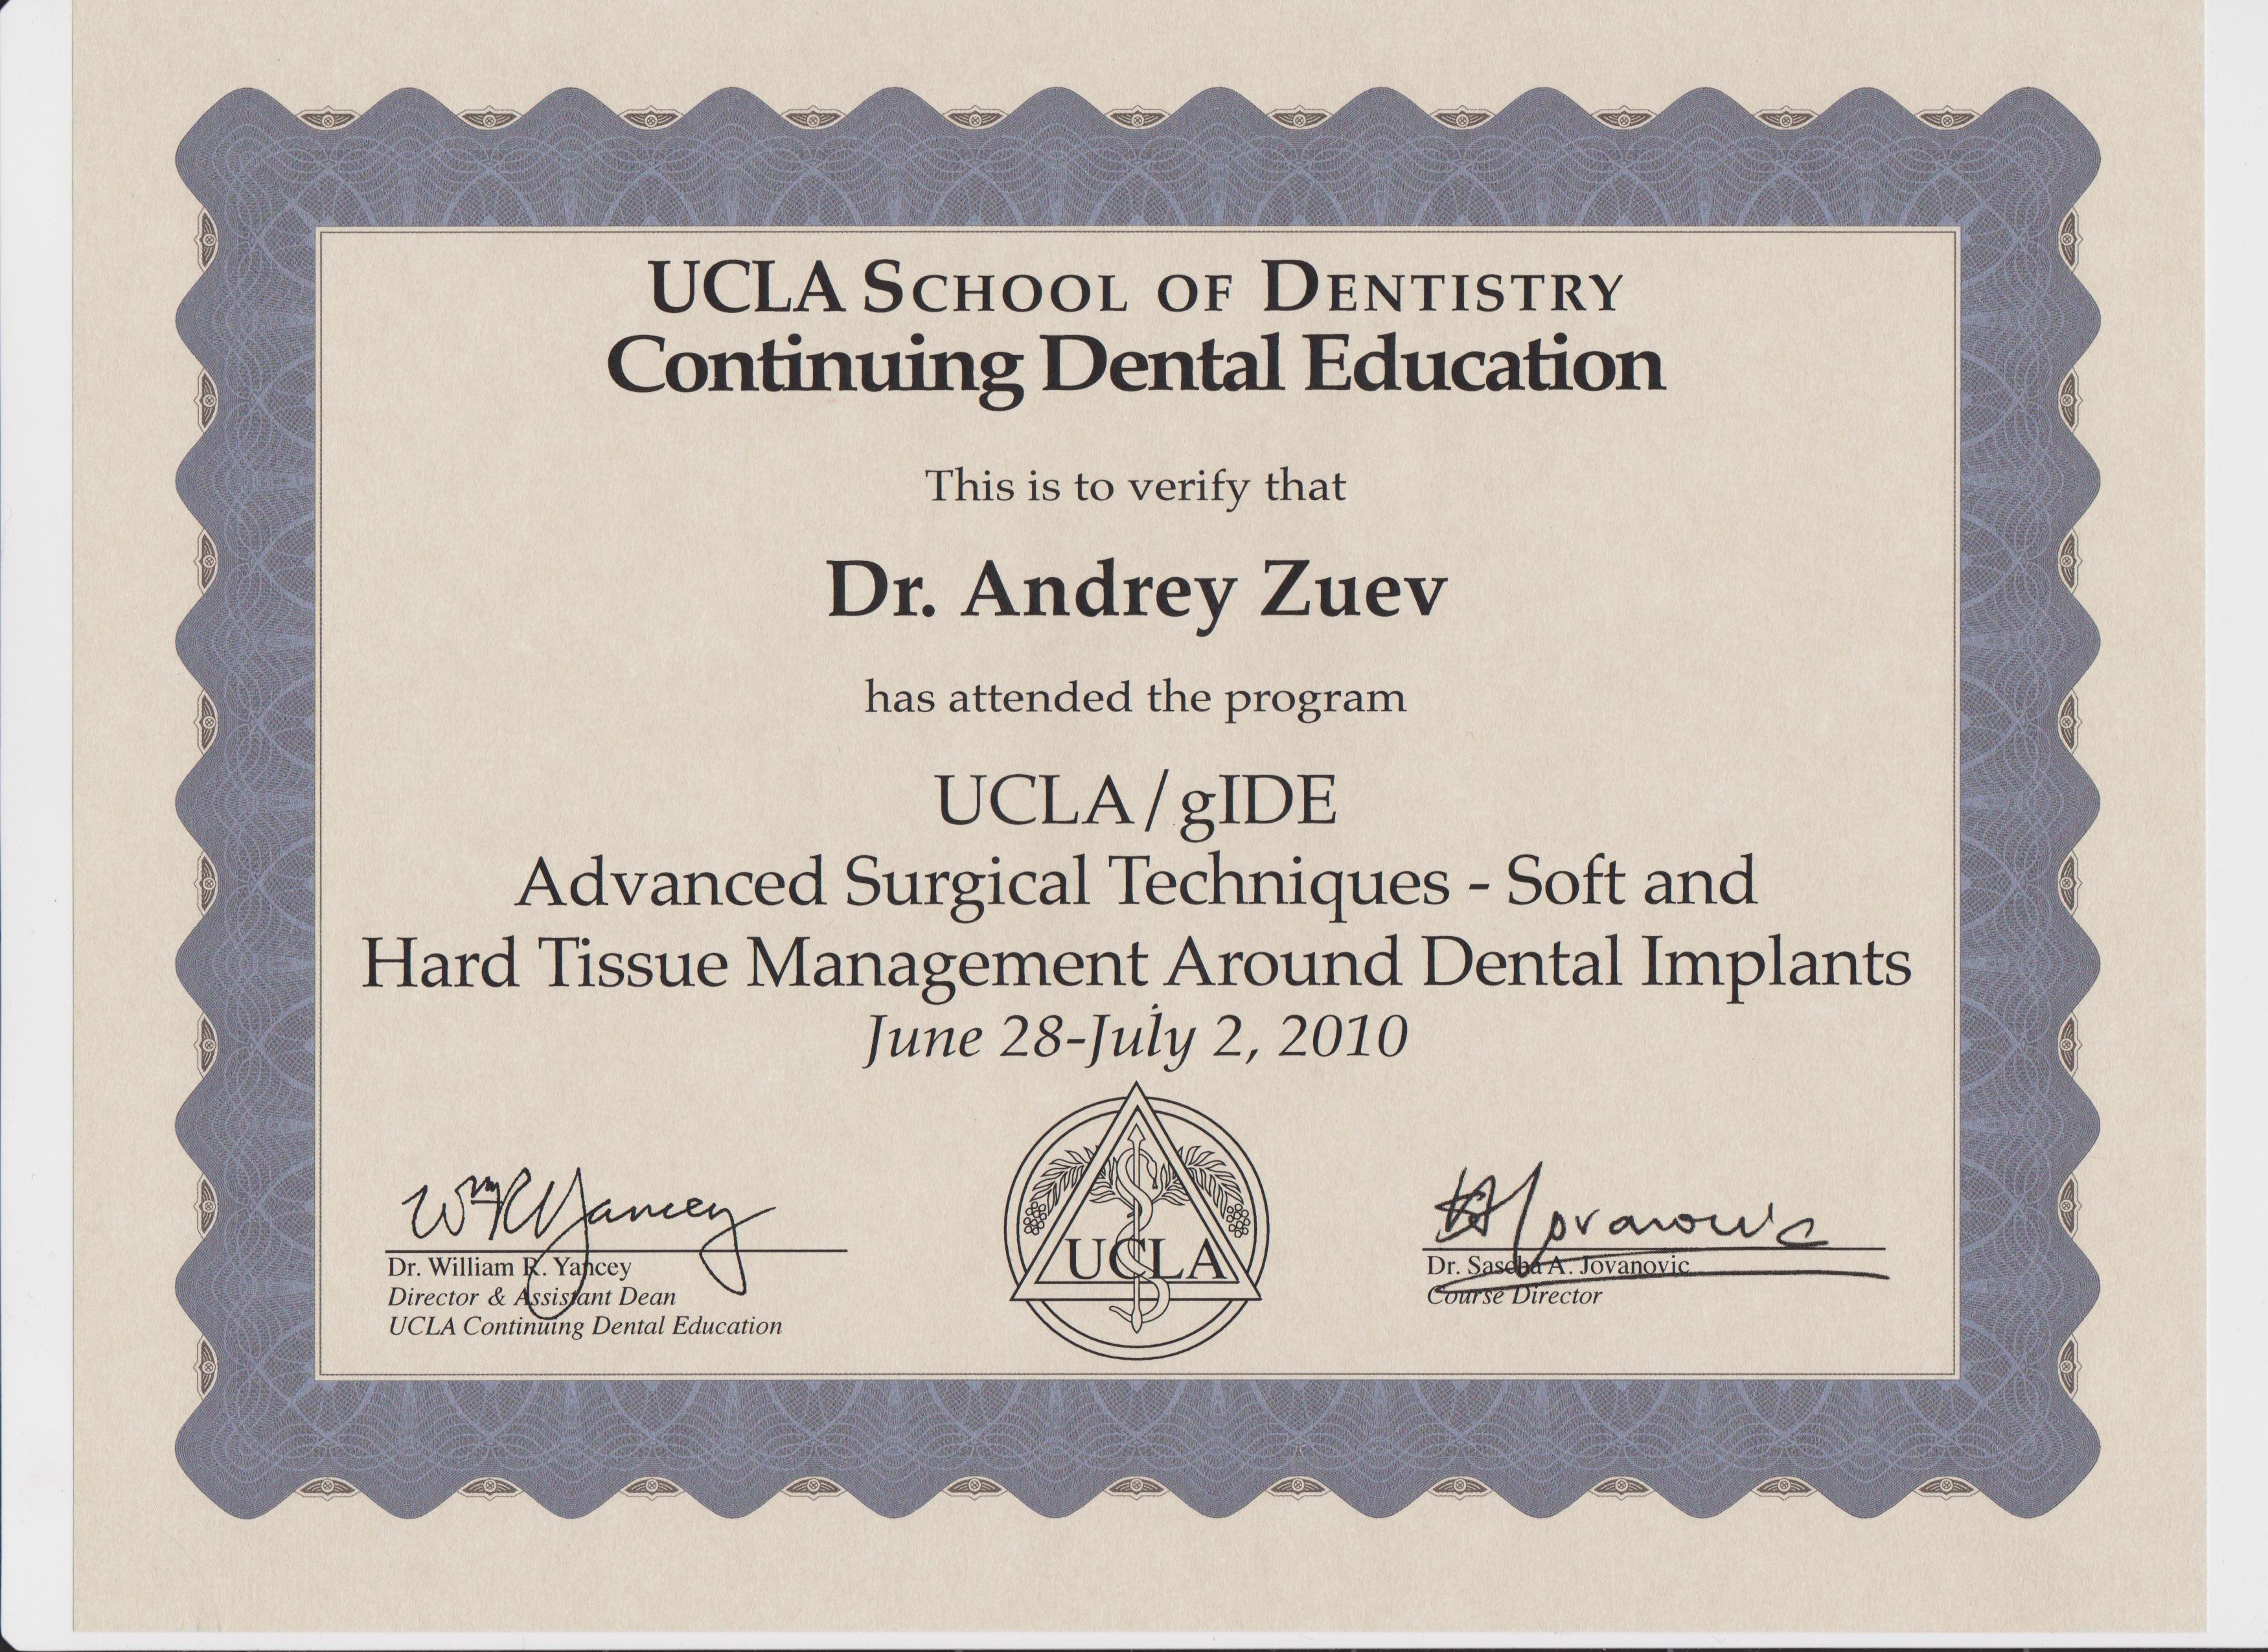 UCLA SCHOOL OF DENTISTRY
Continuing Dental Education
This is to verify that
Dr. Andrey Zuev
has attended the program
UCLA/gIDE
Advanced Surgical Techniques - Soft and
Hard Tissue Management Around Dental Implants
June 28-July 2, 2010
Wm R Yancey
Dr. William R. Yancey
Director & Assistant Dean
UCLA Continuing Dental Education
UCLA
Jovanovic
Dr. Sascha A. Jovanovic
Course Director